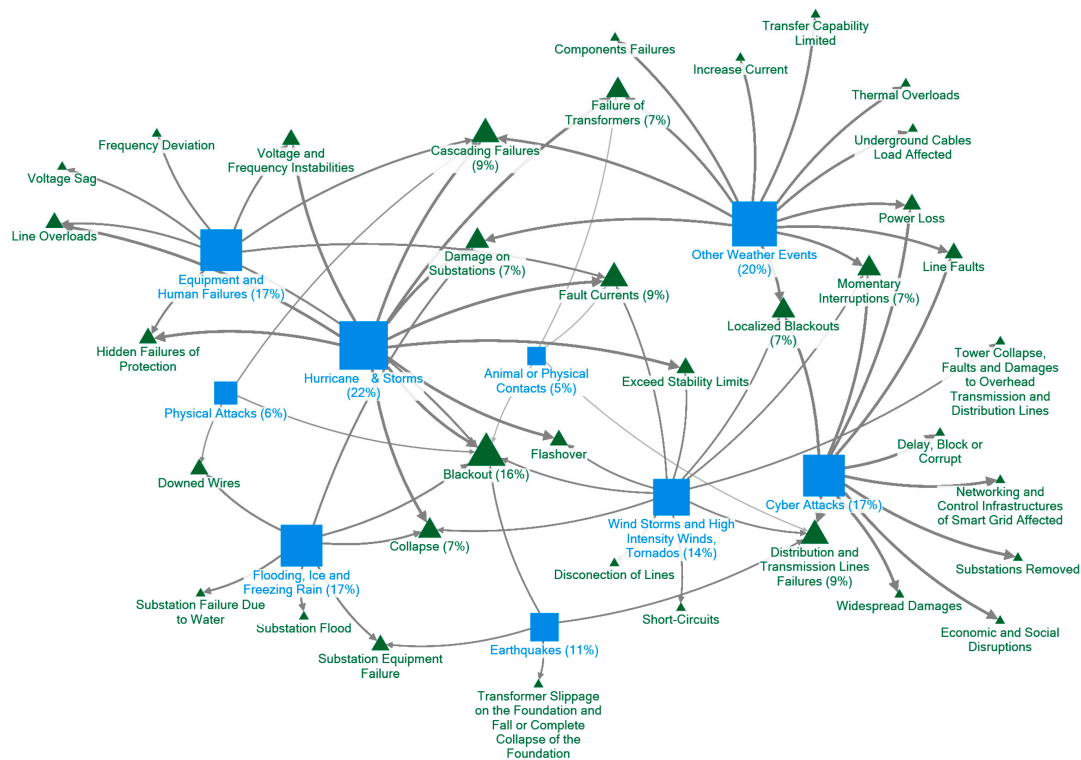 Transfer Capability
Limited
Components Failures
Increase Current
Thermal Overloads
Failure of
Transformers (7%)
Frequency Deviation
Voltage and
Frequency Instabilities
Cascading Failures
(9%)
Underground Cables
Load Affected
Voltage Sag
Power Loss
Line Overloads
Equipment and
Human Failures (17%)
Damage on
Substations (7%)
Other Weather Events
(20%)
Line Faults
Fault Currents (9%)
Momentary
Interruptions (7%)
Localized Blackouts
(7%)
Hidden Failures of
Protection
Hurricane & Storms
(22%)
Animal or Physical
Contacts (5%)
Exceed Stability Limits
Tower Collapse,
Faults and Damages
to Overhead
Transmission and
Distribution Lines
Physical Attacks (6%)
Flashover
Delay, Block or
Corrupt
Downed Wires
Blackout (16%)
Cyber Attacks (17%)
Networking and
Control Infrastructures
of Smart Grid Affected
Collapse (7%)
Wind Storms and High
Intensity Winds,
Tornados (14%)
Distribution and
Transmission Lines
Failures (9%)
Flooding, Ice and
Freezing Rain (17%)
Disconection of Lines
Substations Removed
Substation Failure Due
to Water
Substation Flood
Short-Circuits
Widespread Damages
Economic and Social
Disruptions
Substation Equipment
Failure
Earthquakes (11%)
Transformer Slippage
on the Foundation and
Fall or Complete
Collapse of the
Foundation